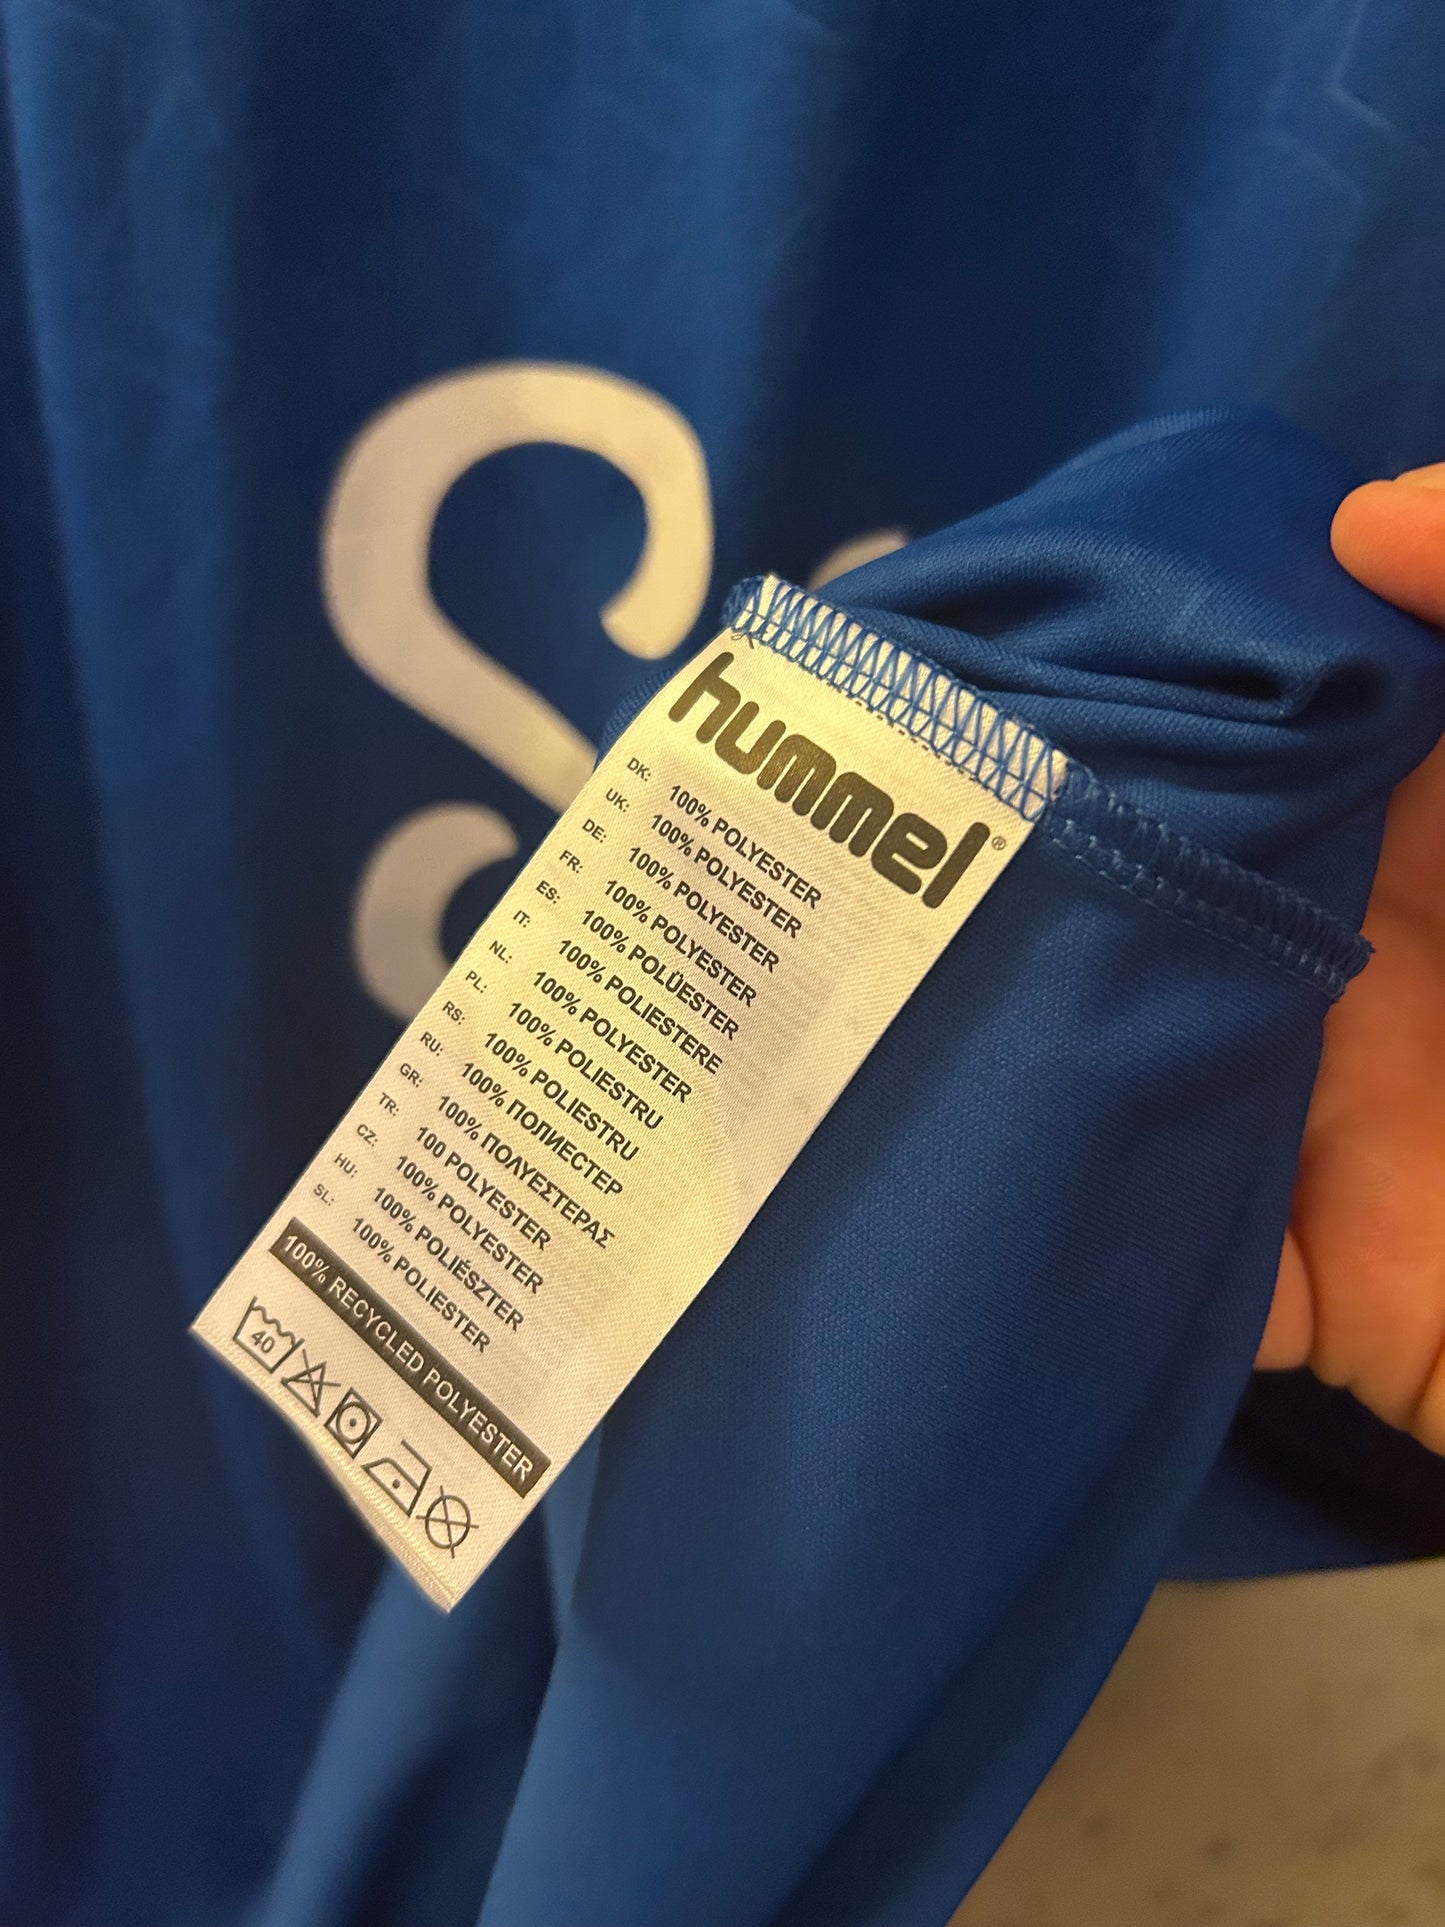 hummel®
DK: 100% POLYESTER
UK: 100% POLYESTER
DE: 100% POLYESTER
FR: 100% POLYESTER
ES: 100% POLÜESTER
IT: 100% POLIESTERE
NL: 100% POLYESTER
PL: 100% POLIESTRU
RS: 100% POLIESTRU
RU: 100% ПОЛИЕСТЕР
GR: 100% ΠΟΛΥΕΣΤΕΡΑΣ
TR: 100 POLYESTER
CZ: 100% POLYESTER
HU: 100% POLIÉSZTER
SL: 100% POLIESTER
100% RECYCLED POLYESTER
40